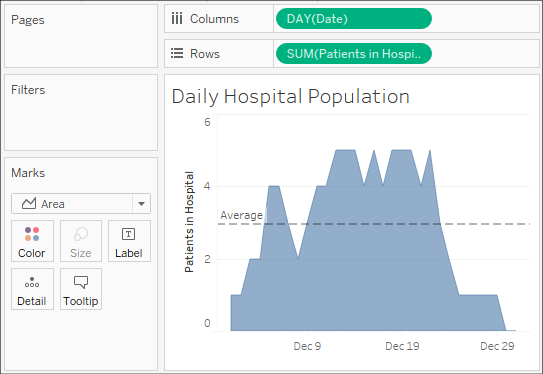 Pages
Columns
DAY(Date)
Rows
SUM(Patients in Hospi..
Filters
Marks
Area
Color
Size
Label
Detail
Tooltip
Daily Hospital Population
Patients in Hospital
6
4
2
0
Average
Dec 9
Dec 19
Dec 29